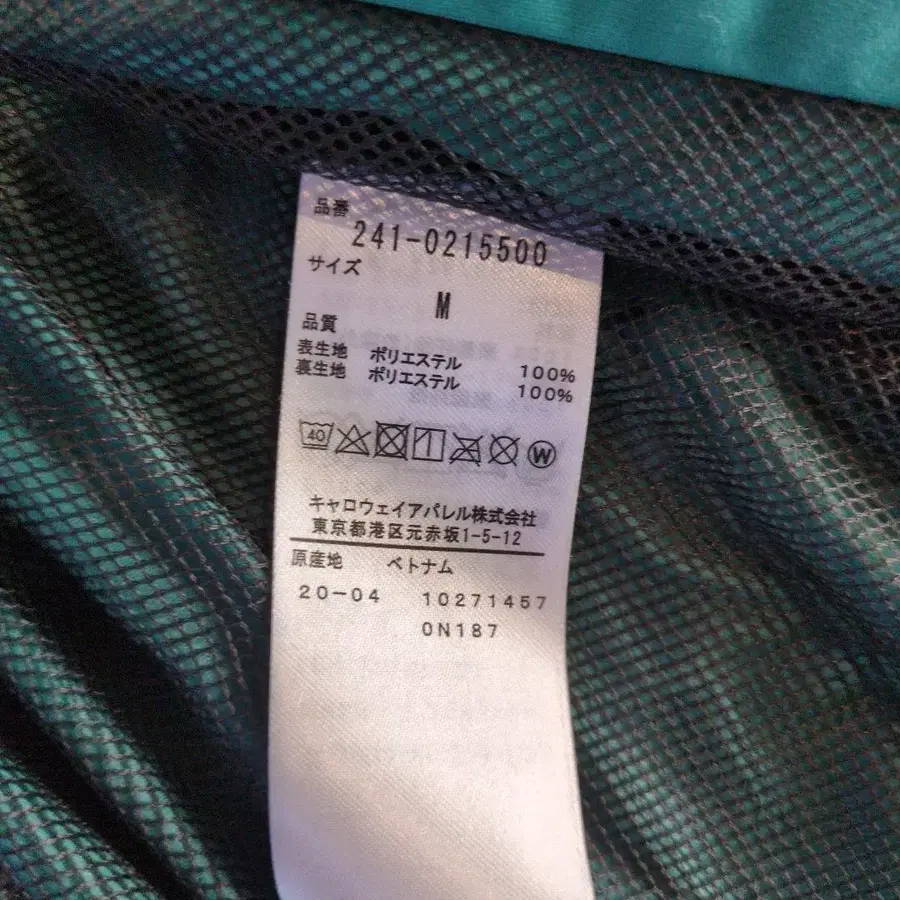 品番
241-0215500
サイズ
M
品質
表生地 ポリエステル 100%
裏生地 ポリエステル 100%
40 W
キャロウェイアパレル株式会社
東京都港区元赤坂1-5-12
原産地 ベトナム
20-04 10271457
0N187